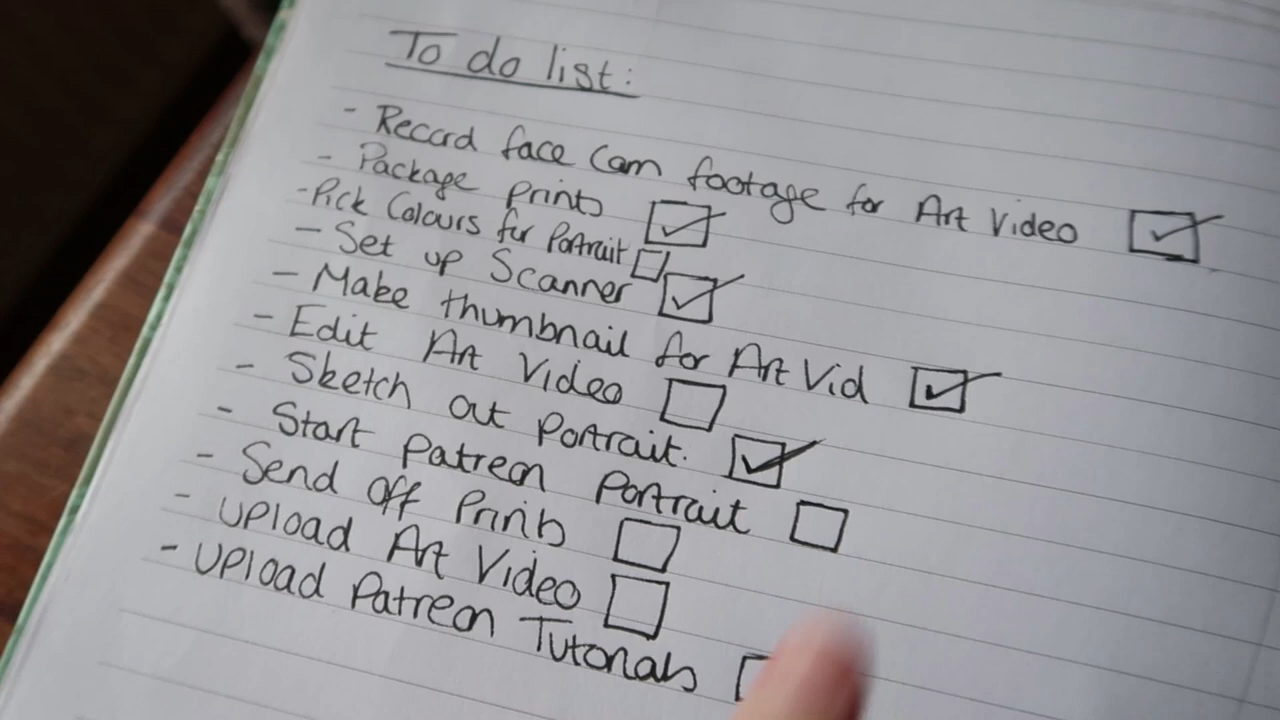 To do list:
- Record face cam footage for Art Video
- Package prints
- Pick Colours for Portrait
- Set up Scanner
- Make thumbnail for Art Vid
- Edit Art Video
- Sketch out portrait.
- Start Patreon Portrait
- Send off Prints
- Upload Art Video
- Upload Patreon Tutorials